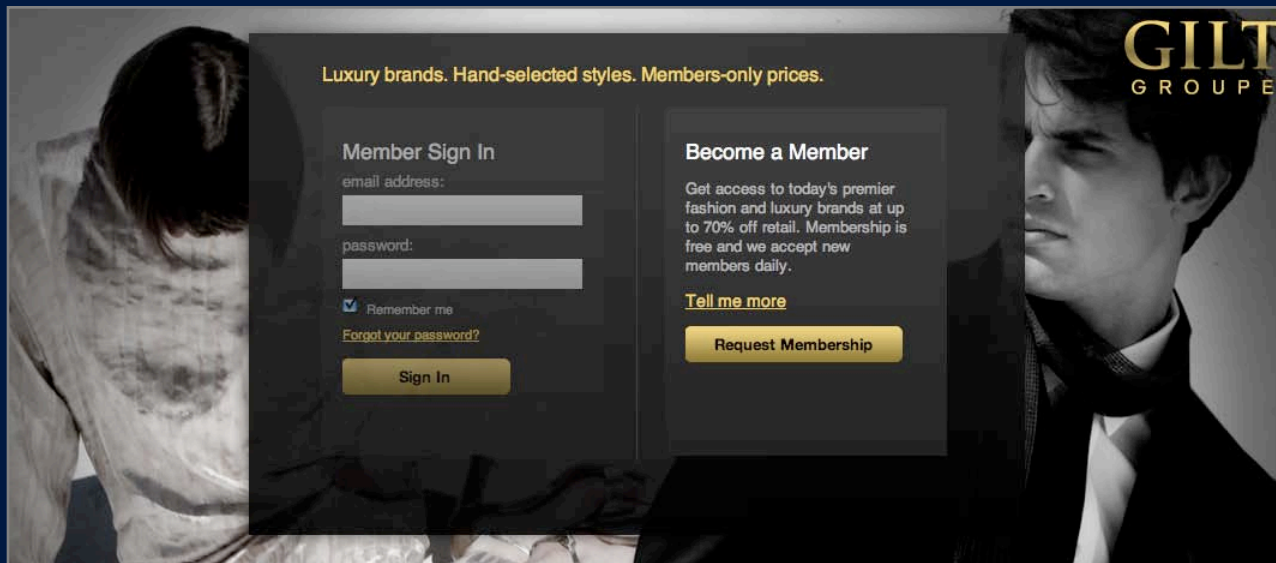 GILT
GROUPE
Luxury brands. Hand-selected styles. Members-only prices.
Member Sign In
email address:
password:
Remember me
Forgot your password?
Sign In
Become a Member
Get access to today's premier
fashion and luxury brands at up
to 70% off retail. Membership is
free and we accept new
members daily.
Tell me more
Request Membership